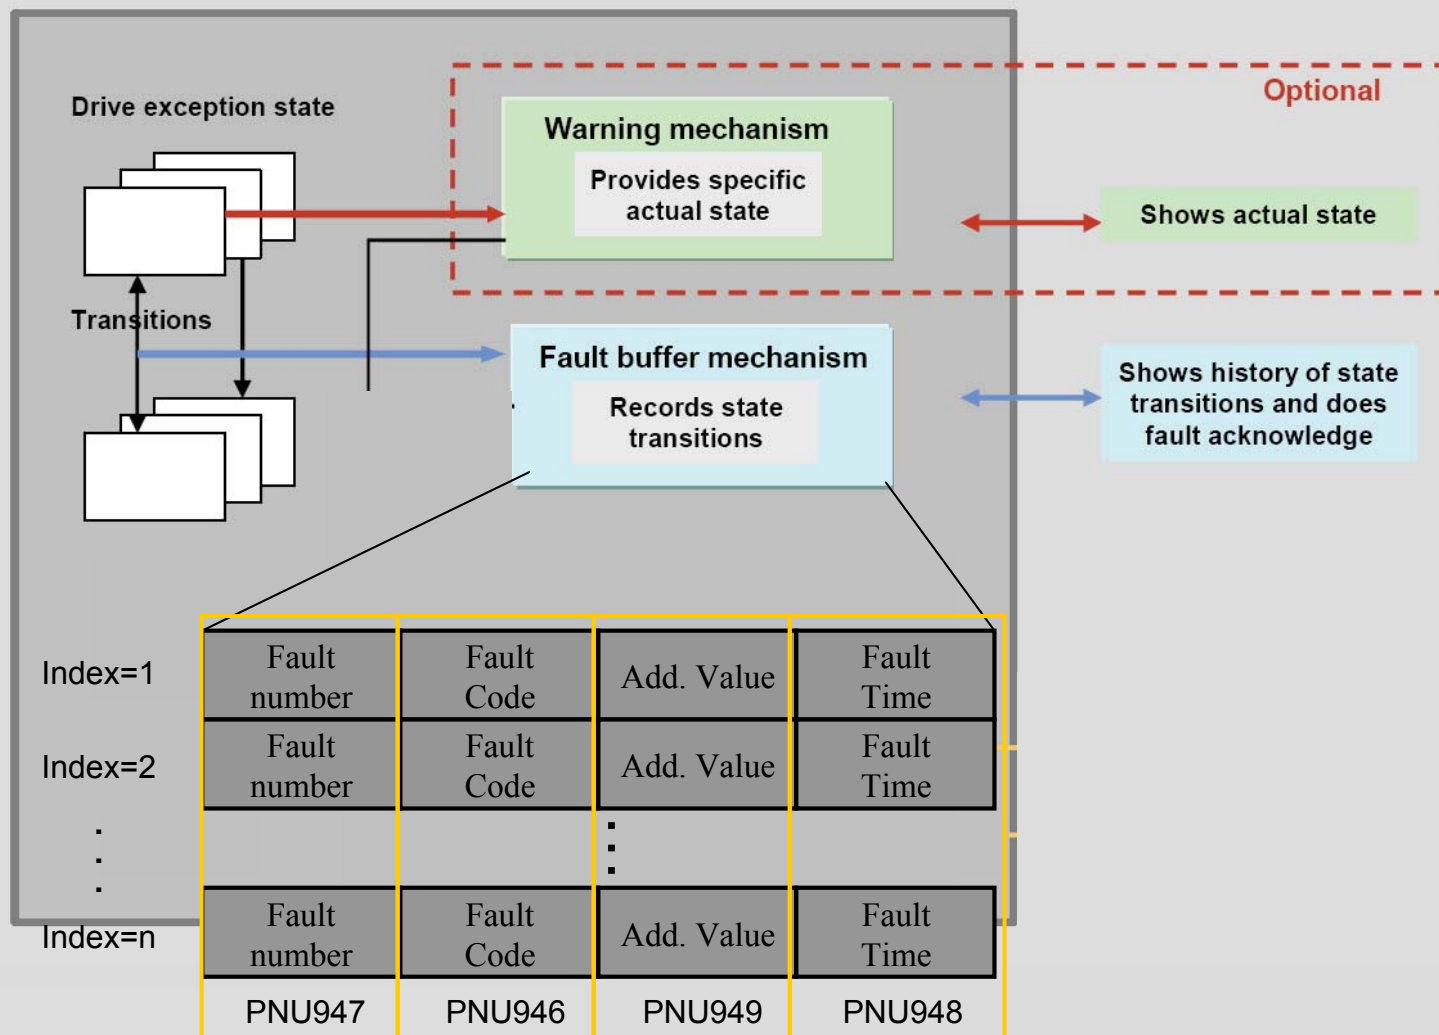 Optional
Drive exception state
Warning mechanism
Provides specific
actual state
Shows actual state
Transitions
Fault buffer mechanism
Records state
transitions
Shows history of state
transitions and does
fault acknowledge
Index=1
Fault
number
Fault
Code
Add. Value
Fault
Time
Index=2
Fault
number
Fault
Code
Add. Value
Fault
Time
Index=n
Fault
number
Fault
Code
Add. Value
Fault
Time
PNU947
PNU946
PNU949
PNU948